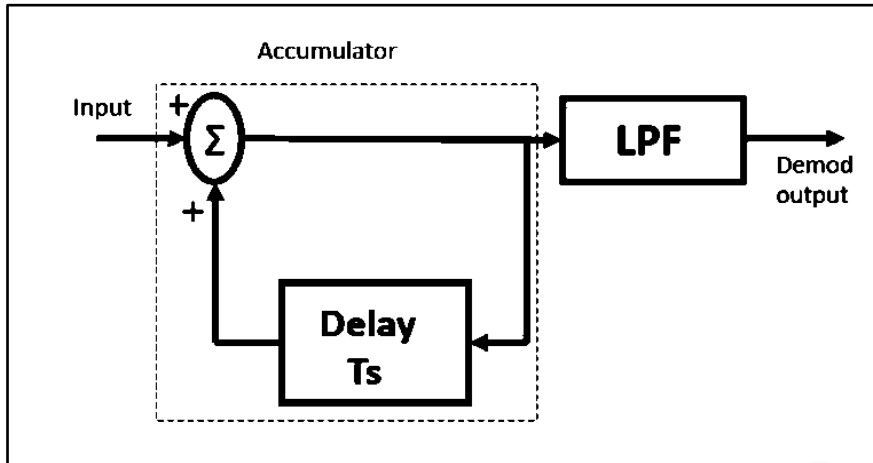 Accumulator
Input
+
Σ
LPF
Demod
output
+
Delay
Ts